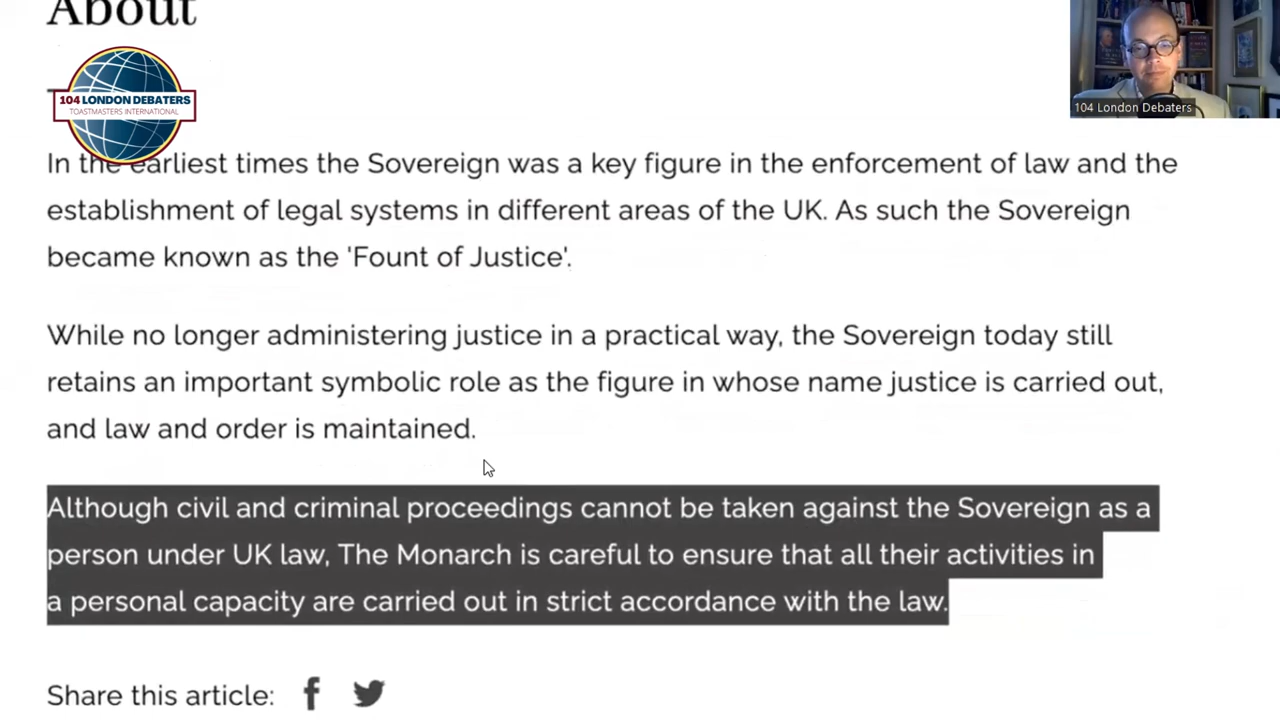 About
104 LONDON DEBATERS
TOASTMASTERS INTERNATIONAL
104 London Debaters
In the earliest times the Sovereign was a key figure in the enforcement of law and the
establishment of legal systems in different areas of the UK. As such the Sovereign
became known as the 'Fount of Justice'.
While no longer administering justice in a practical way, the Sovereign today still
retains an important symbolic role as the figure in whose name justice is carried out,
and law and order is maintained.
Although civil and criminal proceedings cannot be taken against the Sovereign as a
person under UK law, The Monarch is careful to ensure that all their activities in
a personal capacity are carried out in strict accordance with the law.
Share this article: